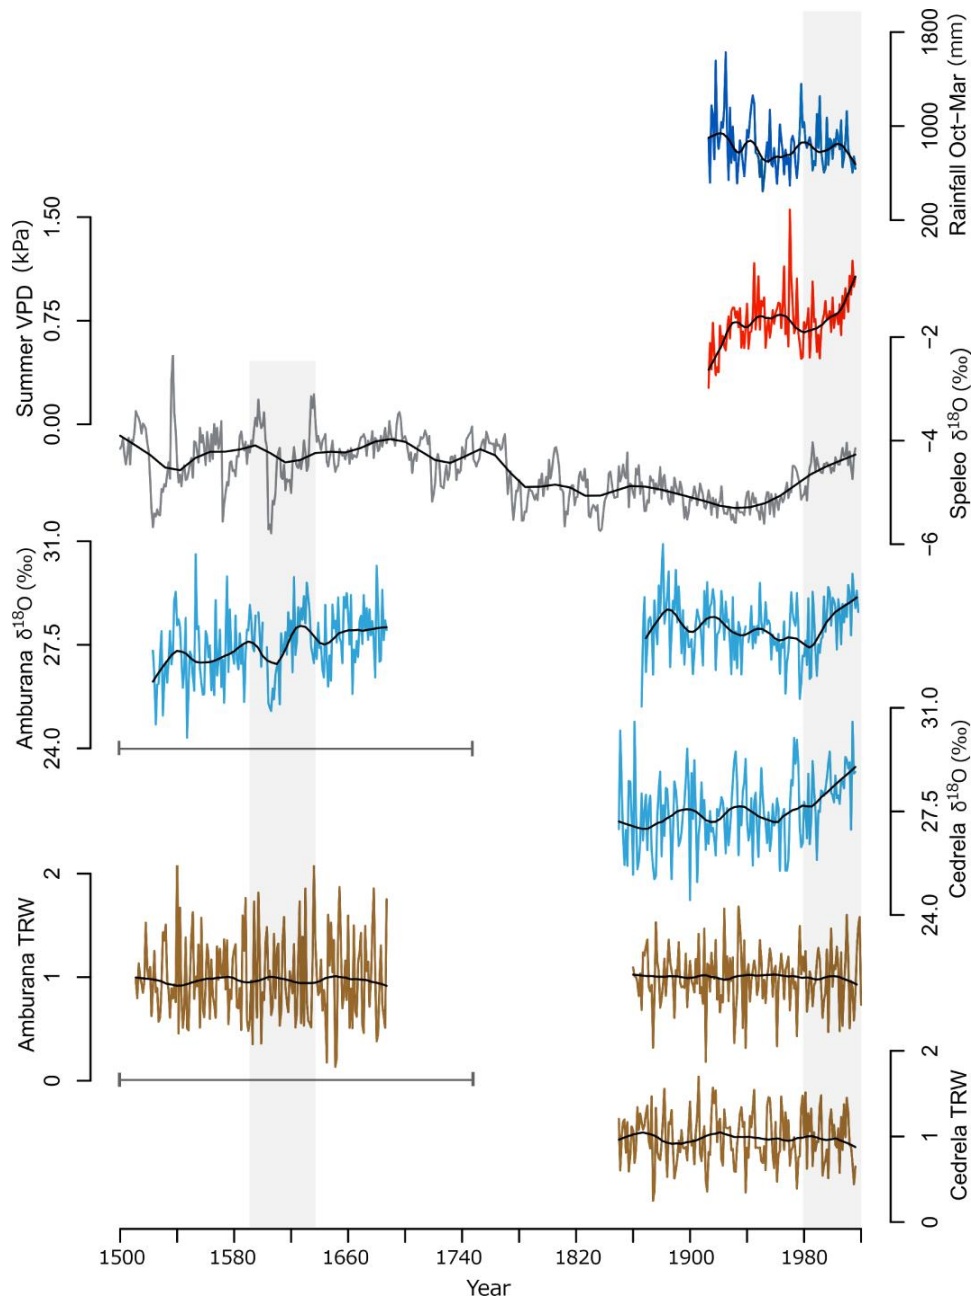 1800
1000
200
Rainfall Oct−Mar (mm)
1.50
0.75
0.00
Summer VPD (kPa)
−2
−4
−6
Speleo δ¹⁸O (‰)
31.0
27.5
24.0
Amburana δ¹⁸O (‰)
31.0
27.5
24.0
Cedrela δ¹⁸O (‰)
2
1
0
Amburana TRW
2
1
0
Cedrela TRW
1500 1580 1660 1740 1820 1900 1980
Year